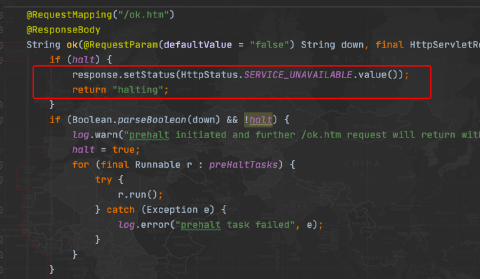 @RequestMapping("/ok.htm")
@ResponseBody
String ok(@RequestParam(defaultValue = "false") String down, final HttpServletRe
if (halt) {
response.setStatus(HttpStatus.SERVICE_UNAVAILABLE.value());
return "halting";
}
if (Boolean.parseBoolean(down) && !halt) {
log.warn("prehalt initiated and further /ok.htm request will return wit
halt = true;
for (final Runnable r : preHaltTasks) {
try {
r.run();
} catch (Exception e) {
log.error("prehalt task failed", e);
}
}
}